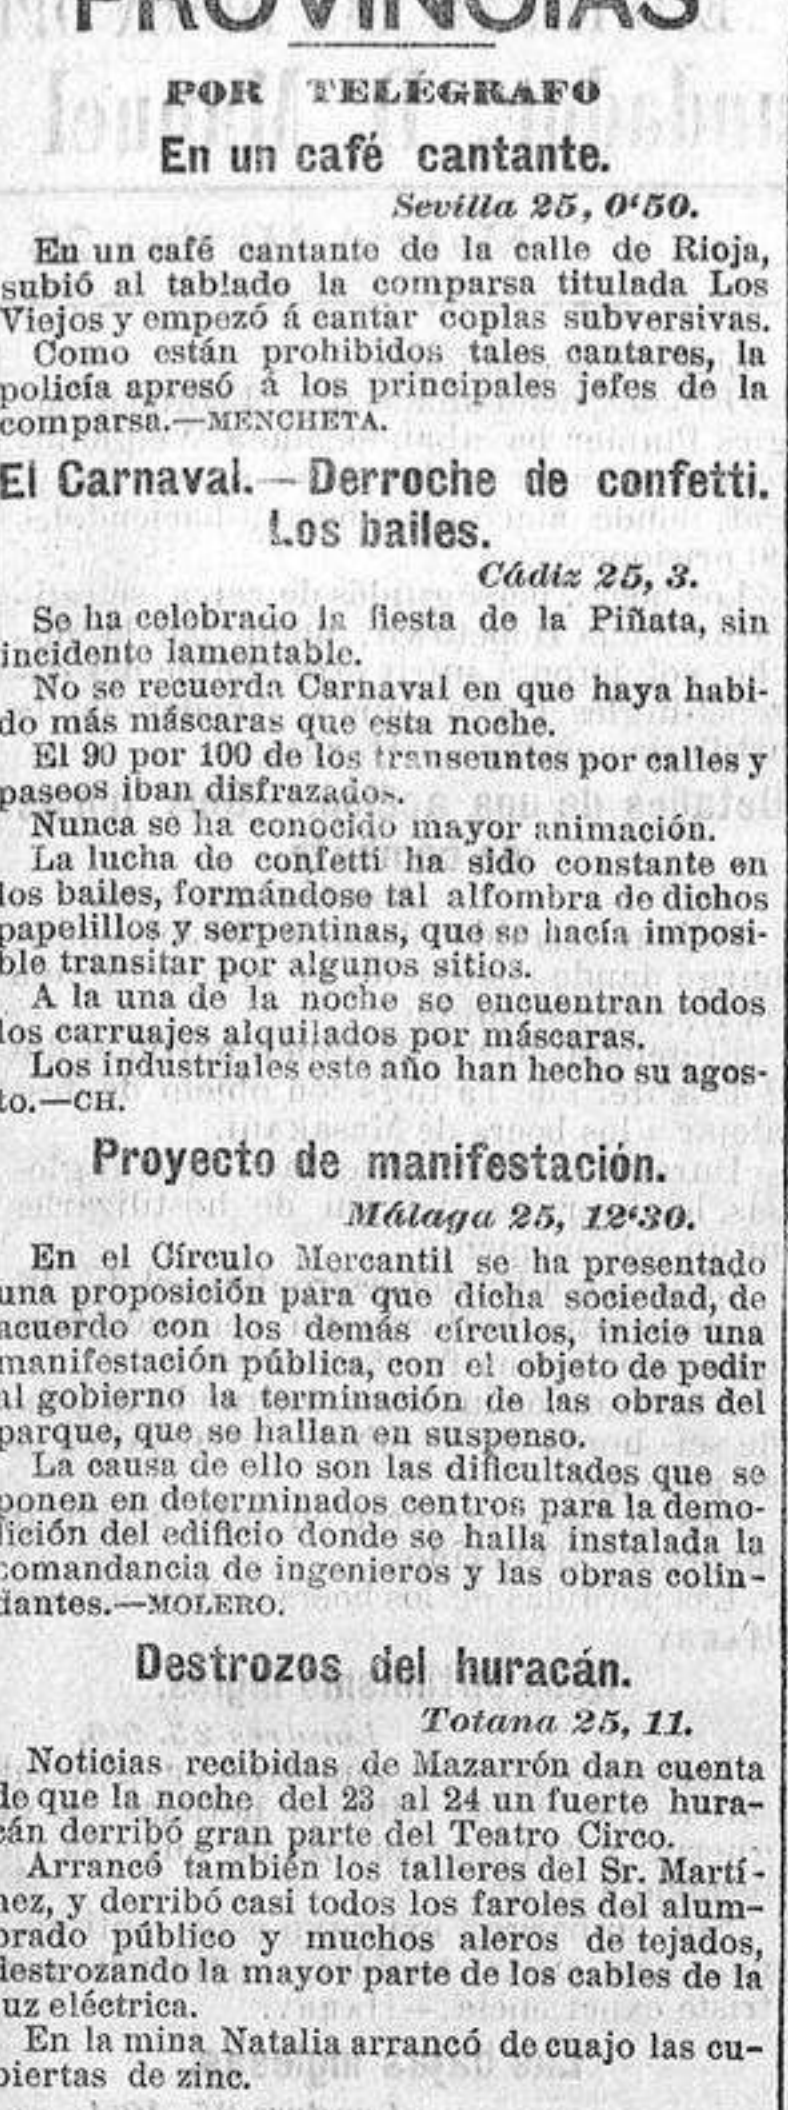 PROVINCIAS
POR TELÉGRAFO
En un café cantante.
Sevilla 25, 0‘50.
En un café cantante de la calle de Rioja,
subió al tablado la comparsa titulada Los
Viejos y empezó á cantar coplas subversivas.
Como están prohibidos tales cantares, la
policía apresó á los principales jefes de la
comparsa.—MENCHETA.
El Carnaval.—Derroche de confetti.
Los bailes.
Cádiz 25, 3.
Se ha celebrado la fiesta de la Piñata, sin
incidente lamentable.
No se recuerda Carnaval en que haya habi-
do más máscaras que esta noche.
El 90 por 100 de los transeuntes por calles y
paseos iban disfrazados.
Nunca se ha conocido mayor animación.
La lucha de confetti ha sido constante en
los bailes, formándose tal alfombra de dichos
papelillos y serpentinas, que se hacía imposi-
ble transitar por algunos sitios.
A la una de la noche se encuentran todos
los carruajes alquilados por máscaras.
Los industriales este año han hecho su agos-
to.—CH.
Proyecto de manifestación.
Málaga 25, 12‘30.
En el Círculo Mercantil se ha presentado
una proposición para que dicha sociedad, de
acuerdo con los demás círculos, inicie una
manifestación pública, con el objeto de pedir
al gobierno la terminación de las obras del
parque, que se hallan en suspenso.
La causa de ello son las dificultades que se
ponen en determinados centros para la demo-
lición del edificio donde se halla instalada la
comandancia de ingenieros y las obras colin-
dantes.—MOLERO.
Destrozos del huracán.
Totana 25, 11.
Noticias recibidas de Mazarrón dan cuenta
de que la noche del 23 al 24 un fuerte hura-
cán derribó gran parte del Teatro Circo.
Arrancó también los talleres del Sr. Martí-
nez, y derribó casi todos los faroles del alum-
brado público y muchos aleros de tejados,
destrozando la mayor parte de los cables de la
luz eléctrica.
En la mina Natalia arrancó de cuajo las cu-
biertas de zinc.